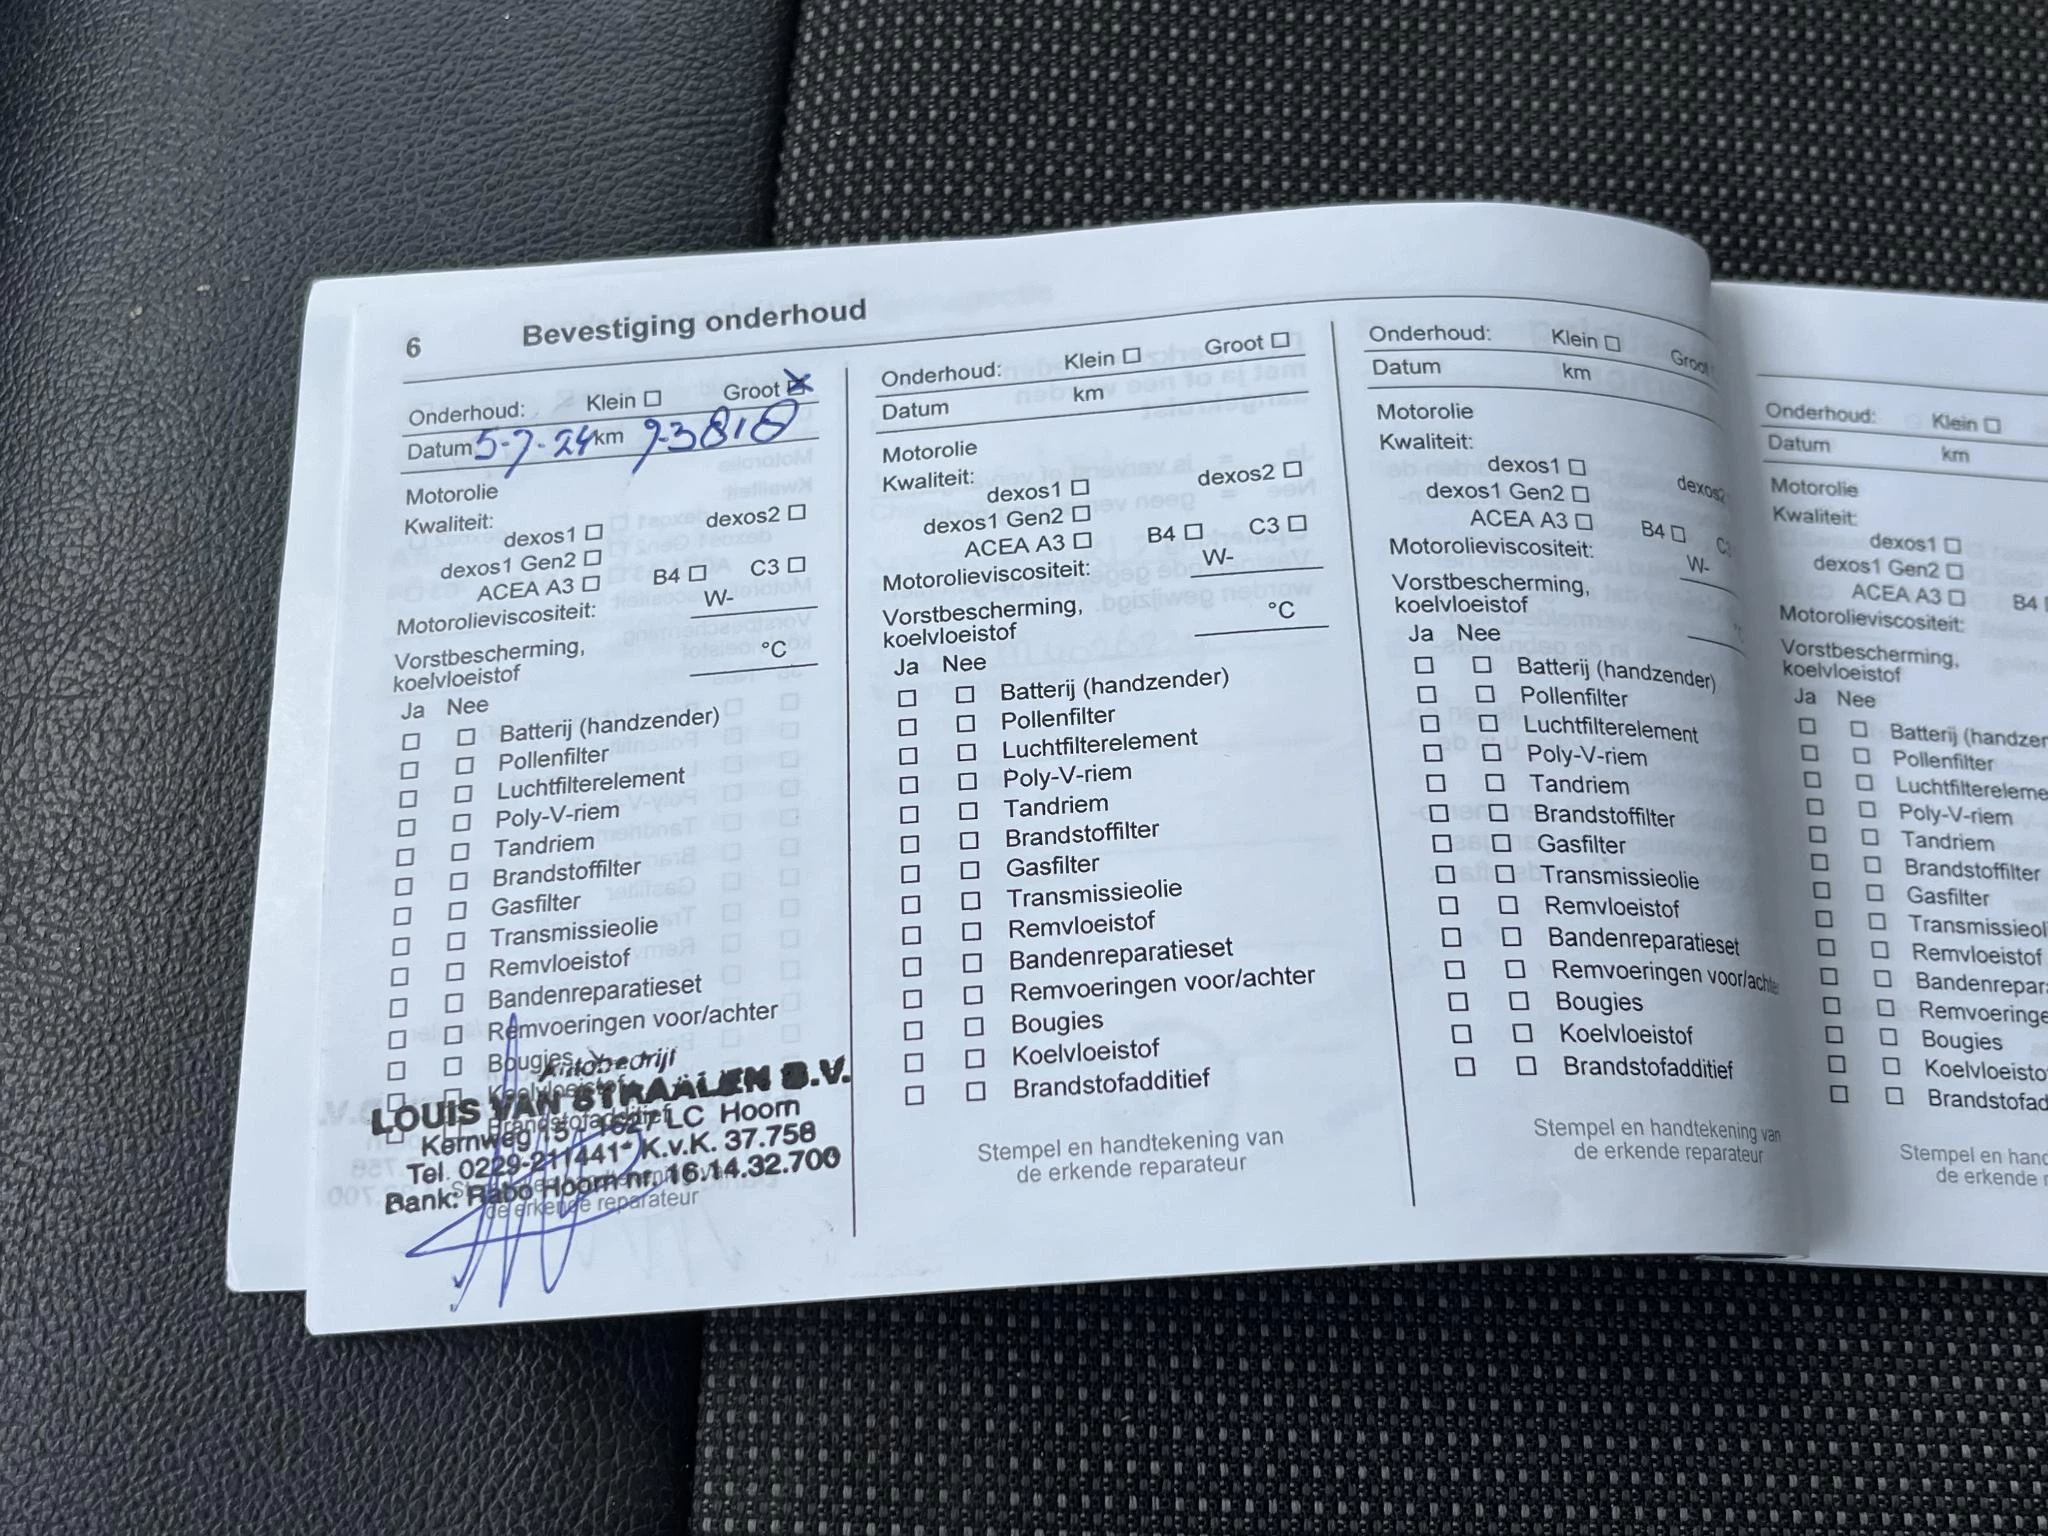 6 Bevestiging onderhoud
Onderhoud: Klein Groot
Datum 5-7-24 km 93818
Motorolie
Kwaliteit:
dexos1 dexos2
dexos1 Gen2
ACEA A3 B4 C3
Motorolieviscositeit: W-
Vorstbescherming,
koelvloeistof °C
Ja Nee
Batterij (handzender)
Pollenfilter
Luchtfilterelement
Poly-V-riem
Tandriem
Brandstoffilter
Gasfilter
Transmissieolie
Remvloeistof
Bandenreparatieset
Remvoeringen voor/achter
Bougies
Koelvloeistof
Brandstofadditief
Autobedrijf
LOUIS VAN STRAALEN B.V.
Kernweg 15 - 1627 LC Hoorn
Tel. 0229-211441- K.v.K. 37.758
Bank: Rabo Hoorn nr. 16.14.32.700
de erkende reparateur
Onderhoud: Klein Groot
Datum km
Motorolie
Kwaliteit:
dexos1 dexos2
dexos1 Gen2
ACEA A3 B4 C3
Motorolieviscositeit: W-
Vorstbescherming,
koelvloeistof °C
Ja Nee
Batterij (handzender)
Pollenfilter
Luchtfilterelement
Poly-V-riem
Tandriem
Brandstoffilter
Gasfilter
Transmissieolie
Remvloeistof
Bandenreparatieset
Remvoeringen voor/achter
Bougies
Koelvloeistof
Brandstofadditief
Stempel en handtekening van
de erkende reparateur
Onderhoud: Klein Groot
Datum km
Motorolie
Kwaliteit:
dexos1 dexos2
dexos1 Gen2
ACEA A3 B4 C3
Motorolieviscositeit: W-
Vorstbescherming,
koelvloeistof °C
Ja Nee
Batterij (handzender)
Pollenfilter
Luchtfilterelement
Poly-V-riem
Tandriem
Brandstoffilter
Gasfilter
Transmissieolie
Remvloeistof
Bandenreparatieset
Remvoeringen voor/achter
Bougies
Koelvloeistof
Brandstofadditief
Stempel en handtekening van
de erkende reparateur
Onderhoud: Klein
Datum km
Motorolie
Kwaliteit:
dexos1
dexos1 Gen2
ACEA A3 B4
Motorolieviscositeit:
Vorstbescherming,
koelvloeistof
Ja Nee
Batterij (handzen
Pollenfilter
Luchtfiltereleme
Poly-V-riem
Tandriem
Brandstoffilter
Gasfilter
Transmissieol
Remvloeistof
Bandenrepar
Remvoeringe
Bougies
Koelvloeisto
Brandstofad
Stempel en hand
de erkende